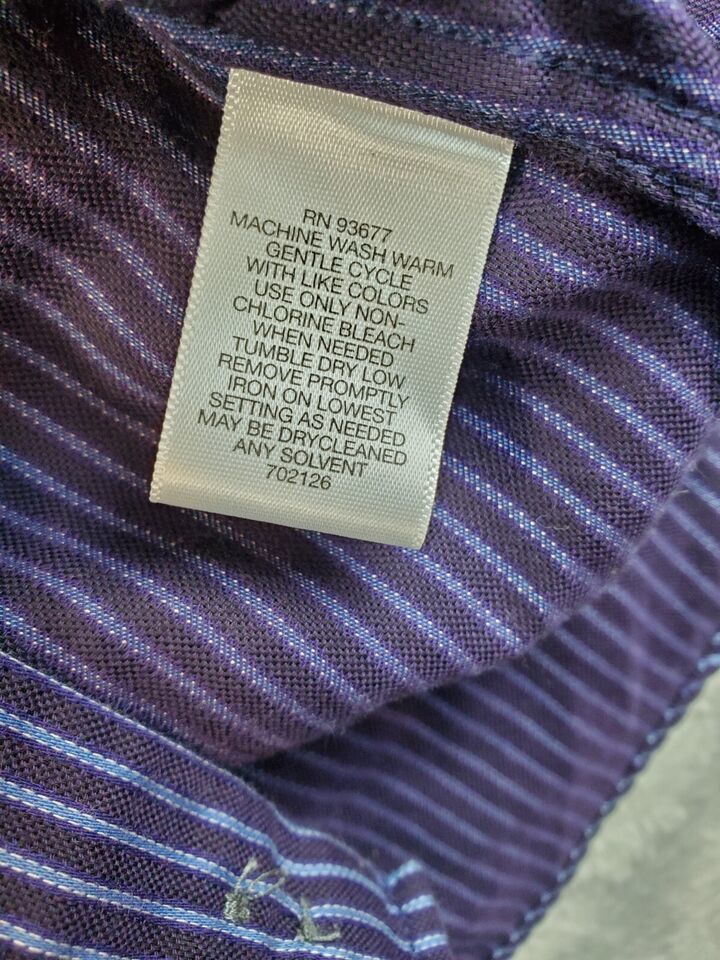 RN 93677
MACHINE WASH WARM
GENTLE CYCLE
WITH LIKE COLORS
USE ONLY NON-
CHLORINE BLEACH
WHEN NEEDED
TUMBLE DRY LOW
REMOVE PROMPTLY
IRON ON LOWEST
SETTING AS NEEDED
MAY BE DRYCLEANED
ANY SOLVENT
702126